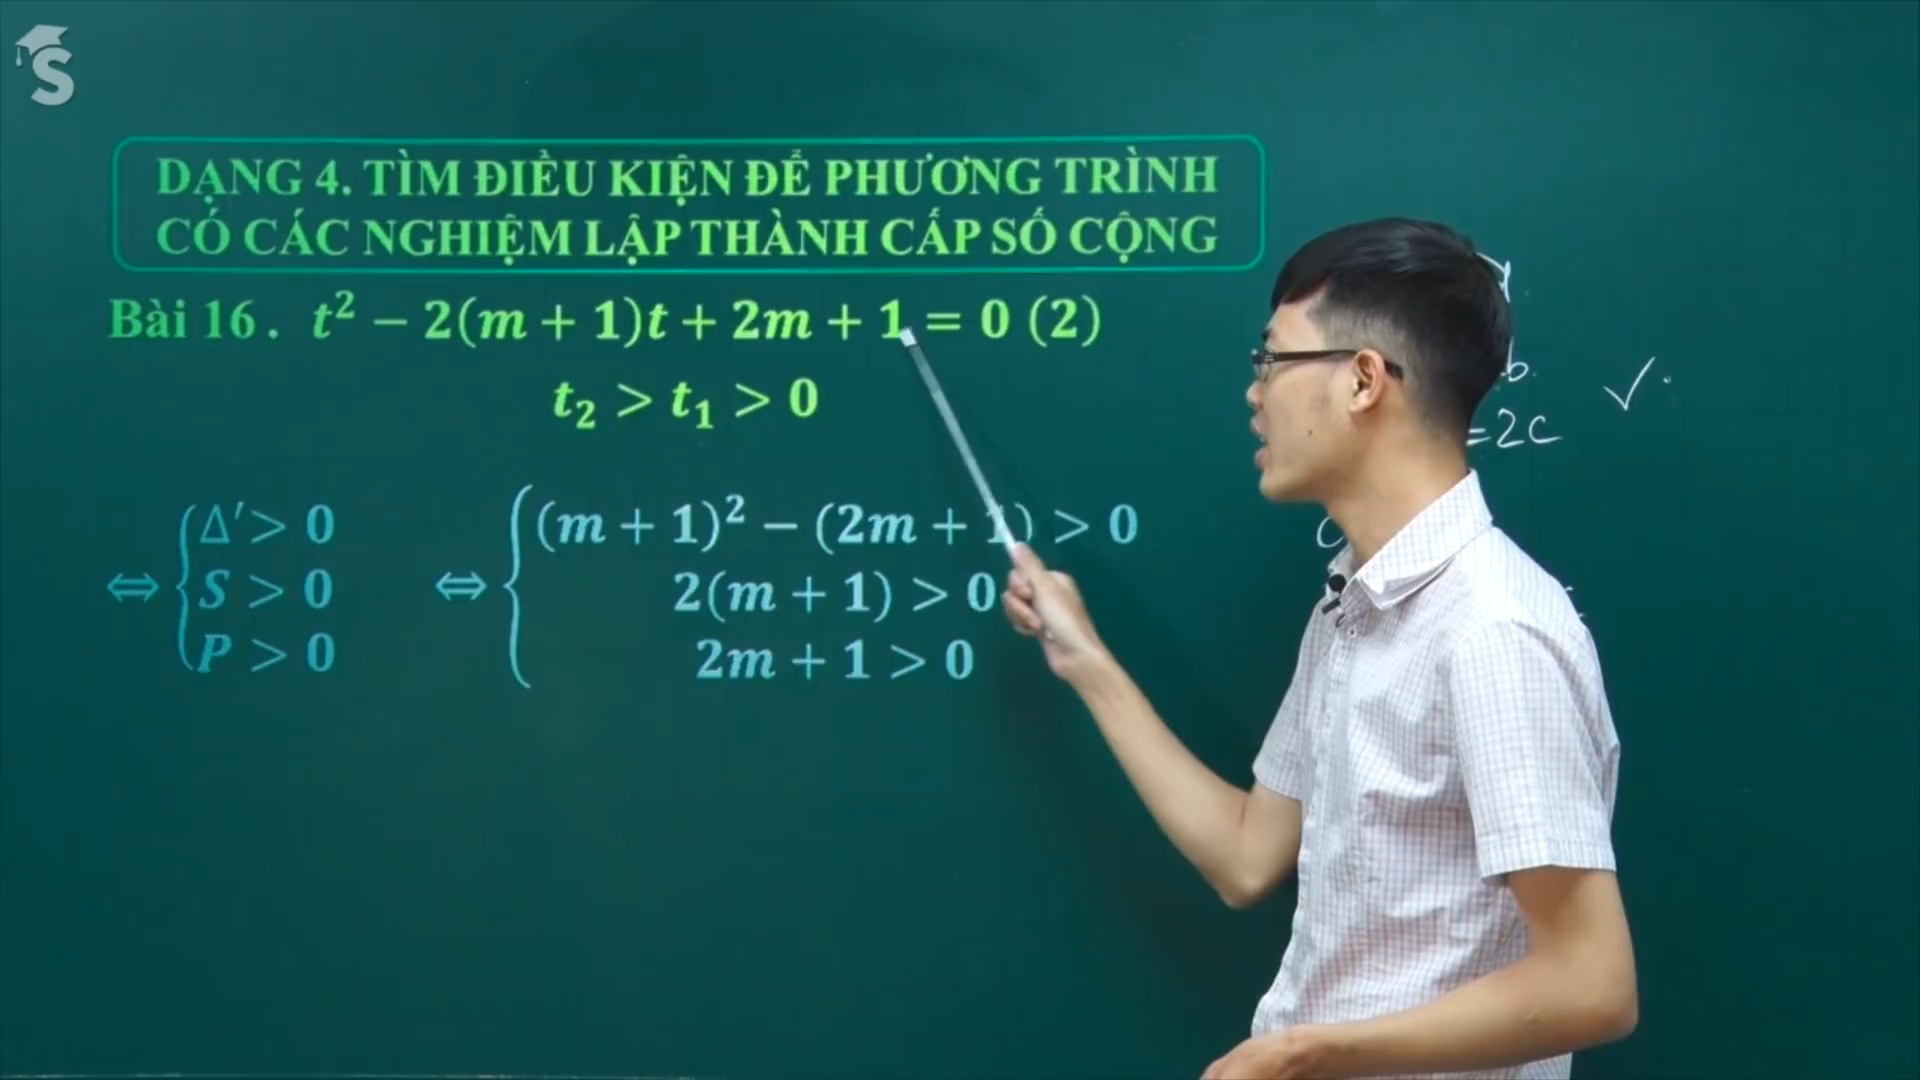 S
DẠNG 4. TÌM ĐIỀU KIỆN ĐỂ PHƯƠNG TRÌNH
CÓ CÁC NGHIỆM LẬP THÀNH CẤP SỐ CỘNG
Bài 16. t² − 2(m + 1)t + 2m + 1 = 0 (2)
t₂ > t₁ > 0
⇔ { Δ′ > 0
S > 0
P > 0
⇔ { (m + 1)² − (2m + 1) > 0
2(m + 1) > 0
2m + 1 > 0
b.
=2c